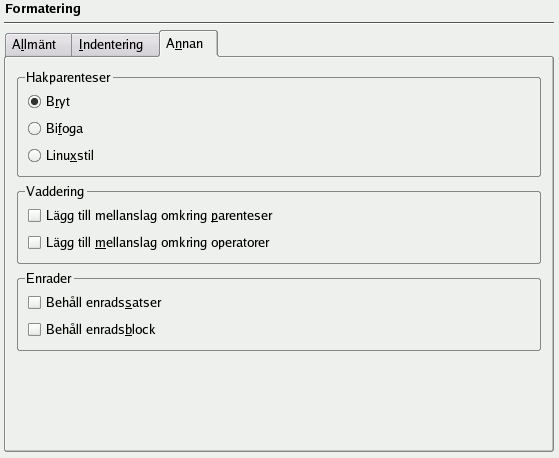 Formatering
Allmänt Indentering Annan
Hakparenteser
Bryt
Bifoga
Linuxstil
Vaddering
Lägg till mellanslag omkring parenteser
Lägg till mellanslag omkring operatorer
Enrader
Behåll enradssatser
Behåll enradsblock